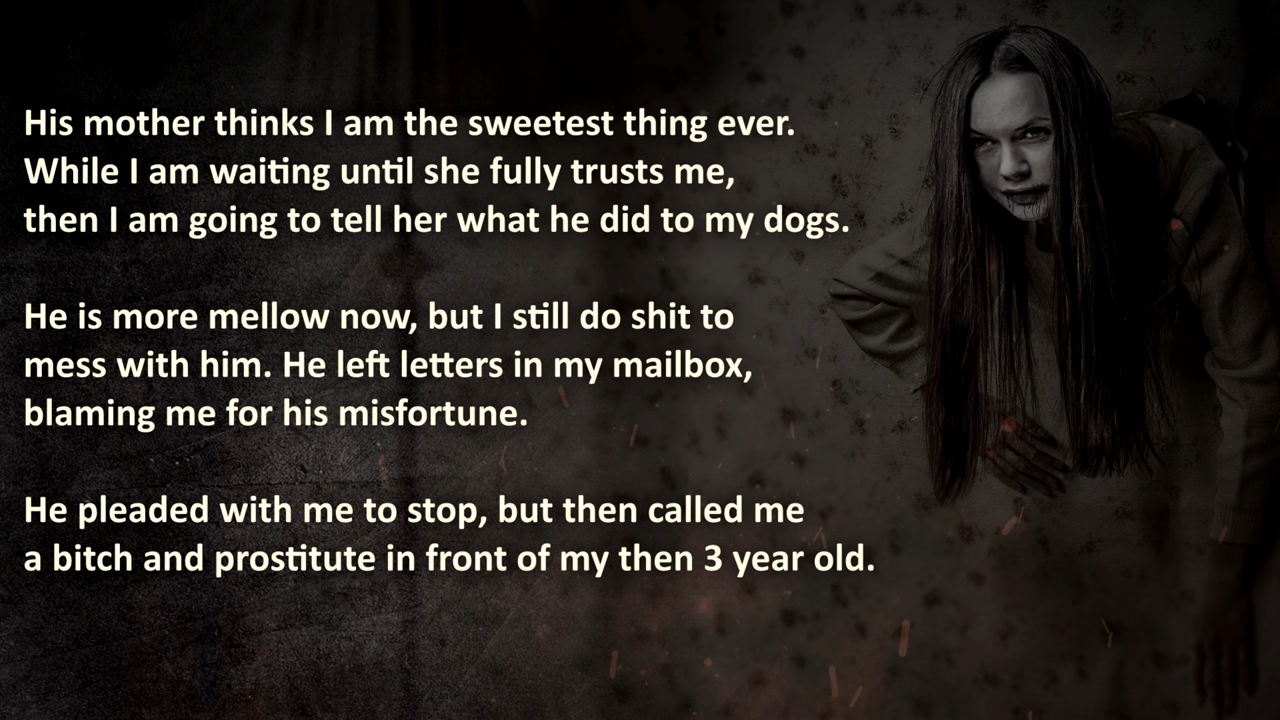 His mother thinks I am the sweetest thing ever.
While I am waiting until she fully trusts me,
then I am going to tell her what he did to my dogs.
He is more mellow now, but I still do shit to
mess with him. He left letters in my mailbox,
blaming me for his misfortune.
He pleaded with me to stop, but then called me
a bitch and prostitute in front of my then 3 year old.